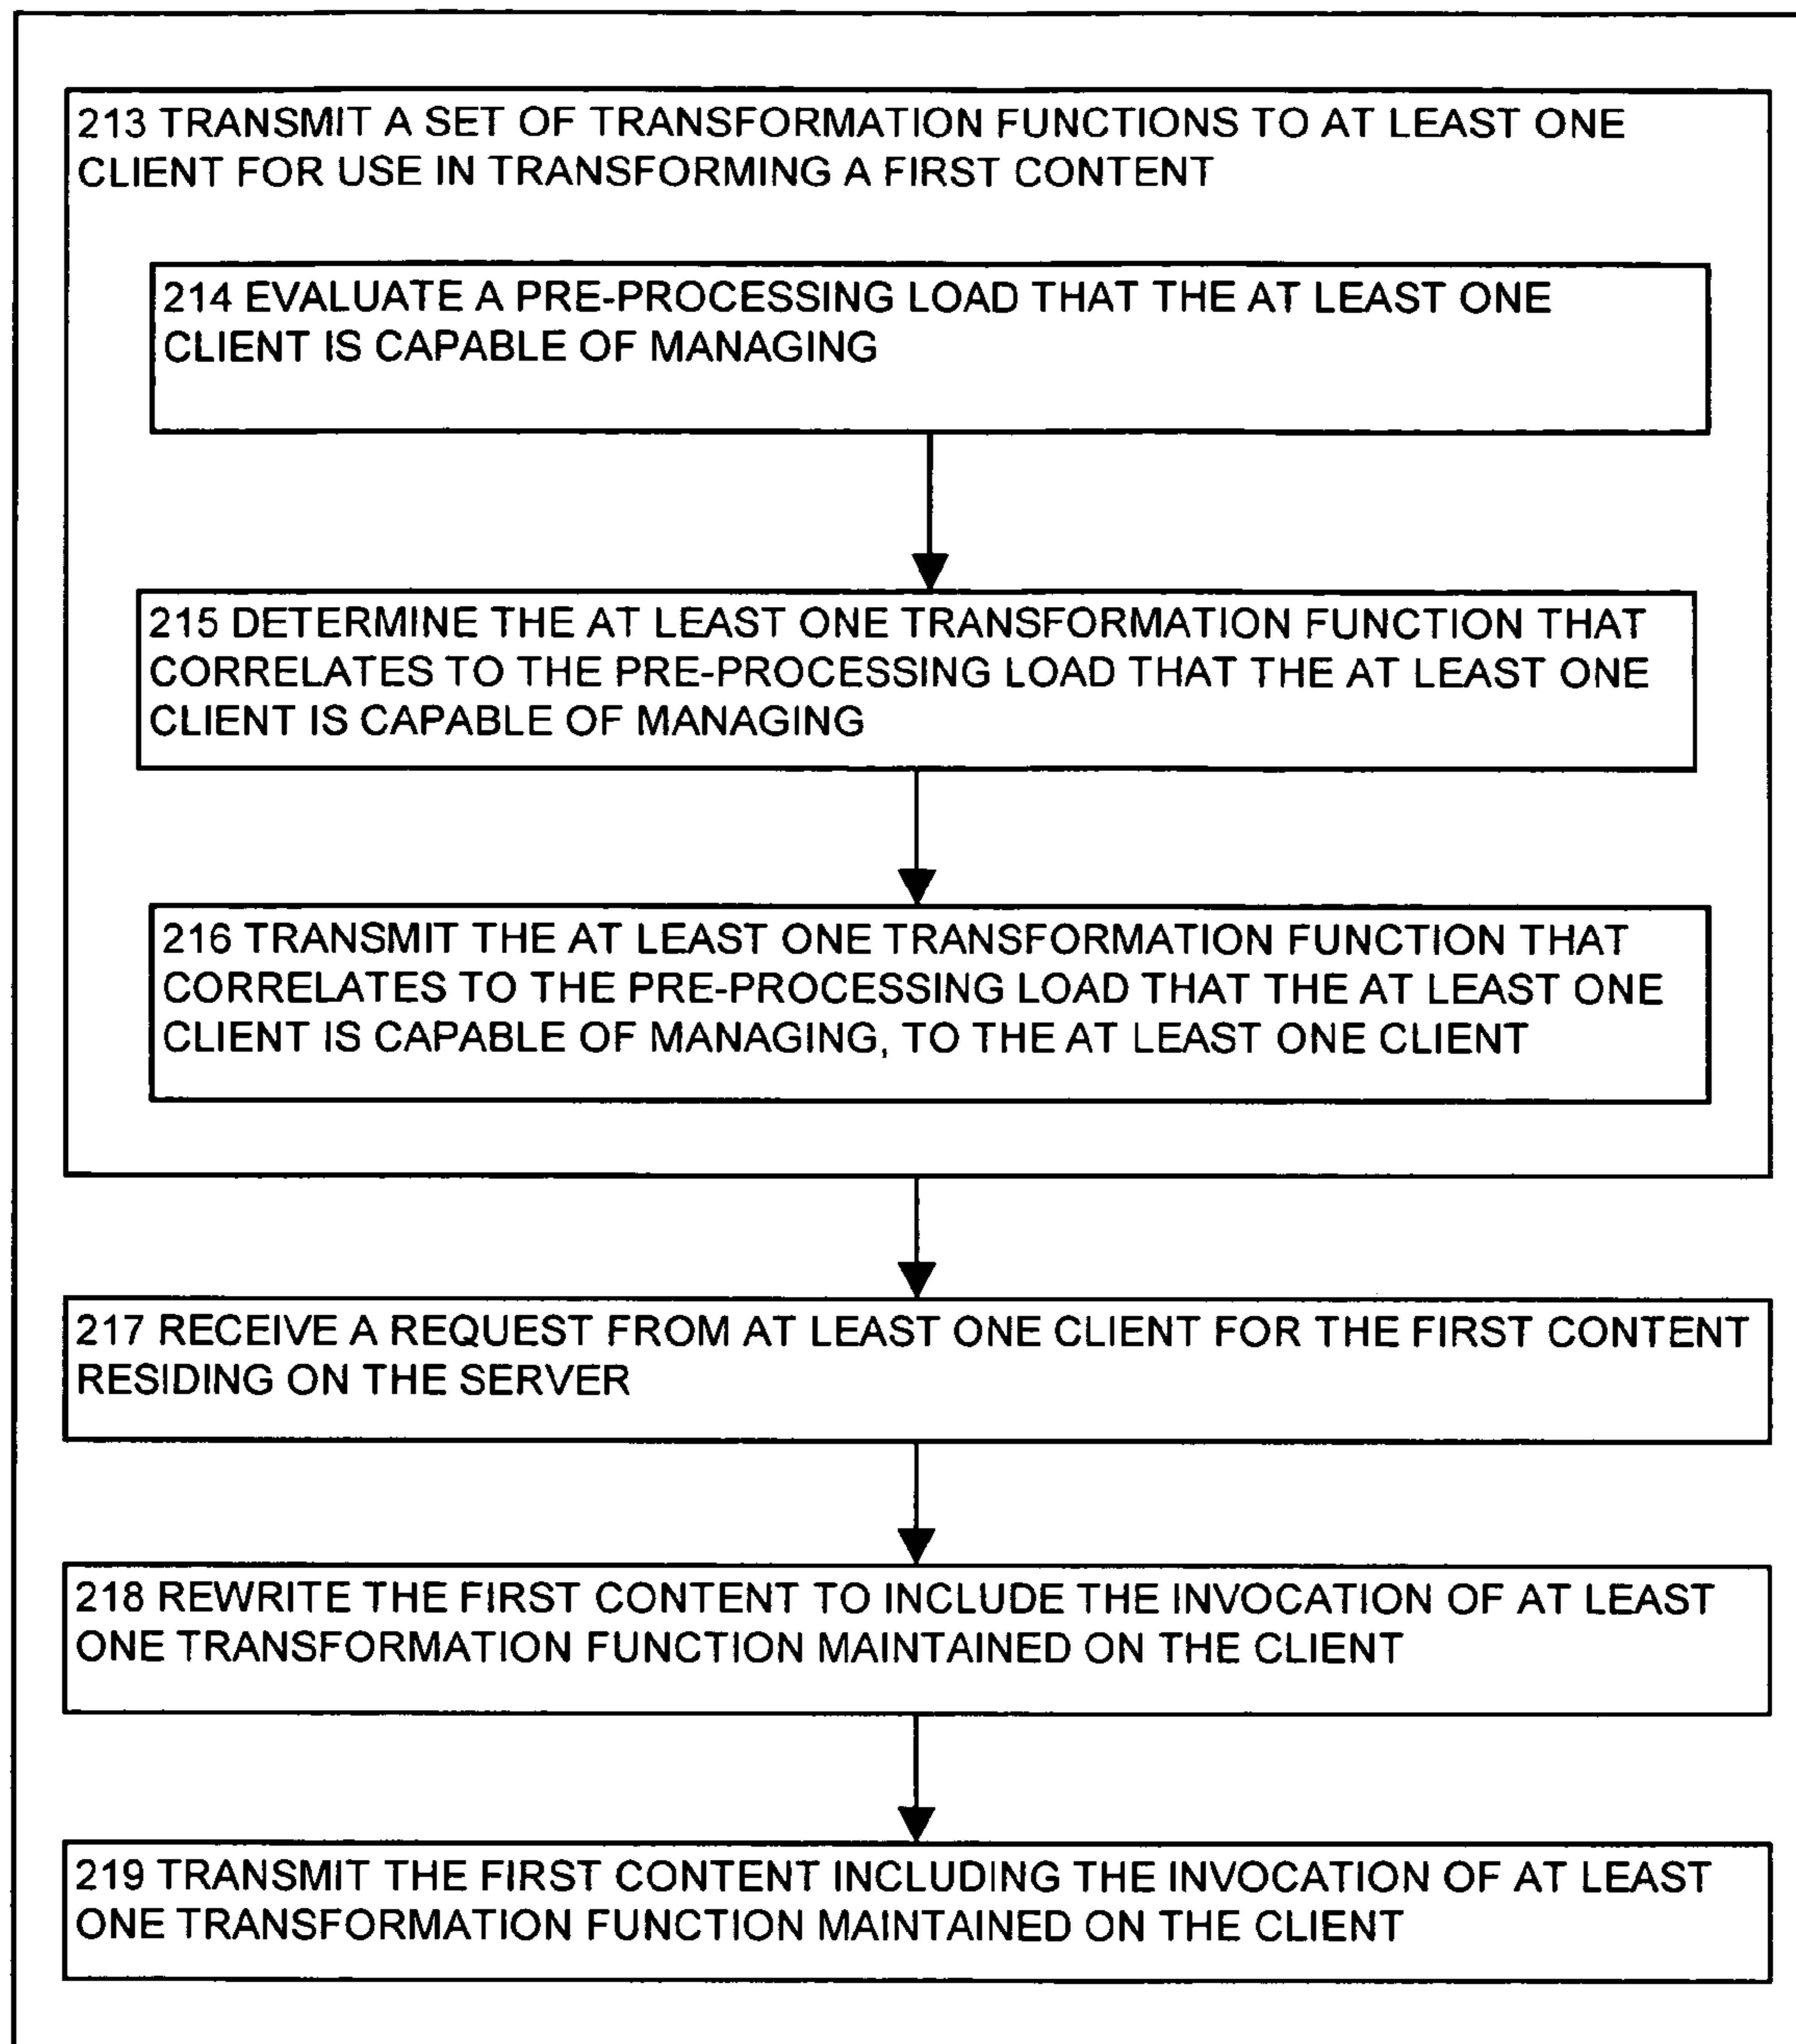 213 TRANSMIT A SET OF TRANSFORMATION FUNCTIONS TO AT LEAST ONE
CLIENT FOR USE IN TRANSFORMING A FIRST CONTENT
214 EVALUATE A PRE-PROCESSING LOAD THAT THE AT LEAST ONE
CLIENT IS CAPABLE OF MANAGING
215 DETERMINE THE AT LEAST ONE TRANSFORMATION FUNCTION THAT
CORRELATES TO THE PRE-PROCESSING LOAD THAT THE AT LEAST ONE
CLIENT IS CAPABLE OF MANAGING
216 TRANSMIT THE AT LEAST ONE TRANSFORMATION FUNCTION THAT
CORRELATES TO THE PRE-PROCESSING LOAD THAT THE AT LEAST ONE
CLIENT IS CAPABLE OF MANAGING, TO THE AT LEAST ONE CLIENT
217 RECEIVE A REQUEST FROM AT LEAST ONE CLIENT FOR THE FIRST CONTENT
RESIDING ON THE SERVER
218 REWRITE THE FIRST CONTENT TO INCLUDE THE INVOCATION OF AT LEAST
ONE TRANSFORMATION FUNCTION MAINTAINED ON THE CLIENT
219 TRANSMIT THE FIRST CONTENT INCLUDING THE INVOCATION OF AT LEAST
ONE TRANSFORMATION FUNCTION MAINTAINED ON THE CLIENT